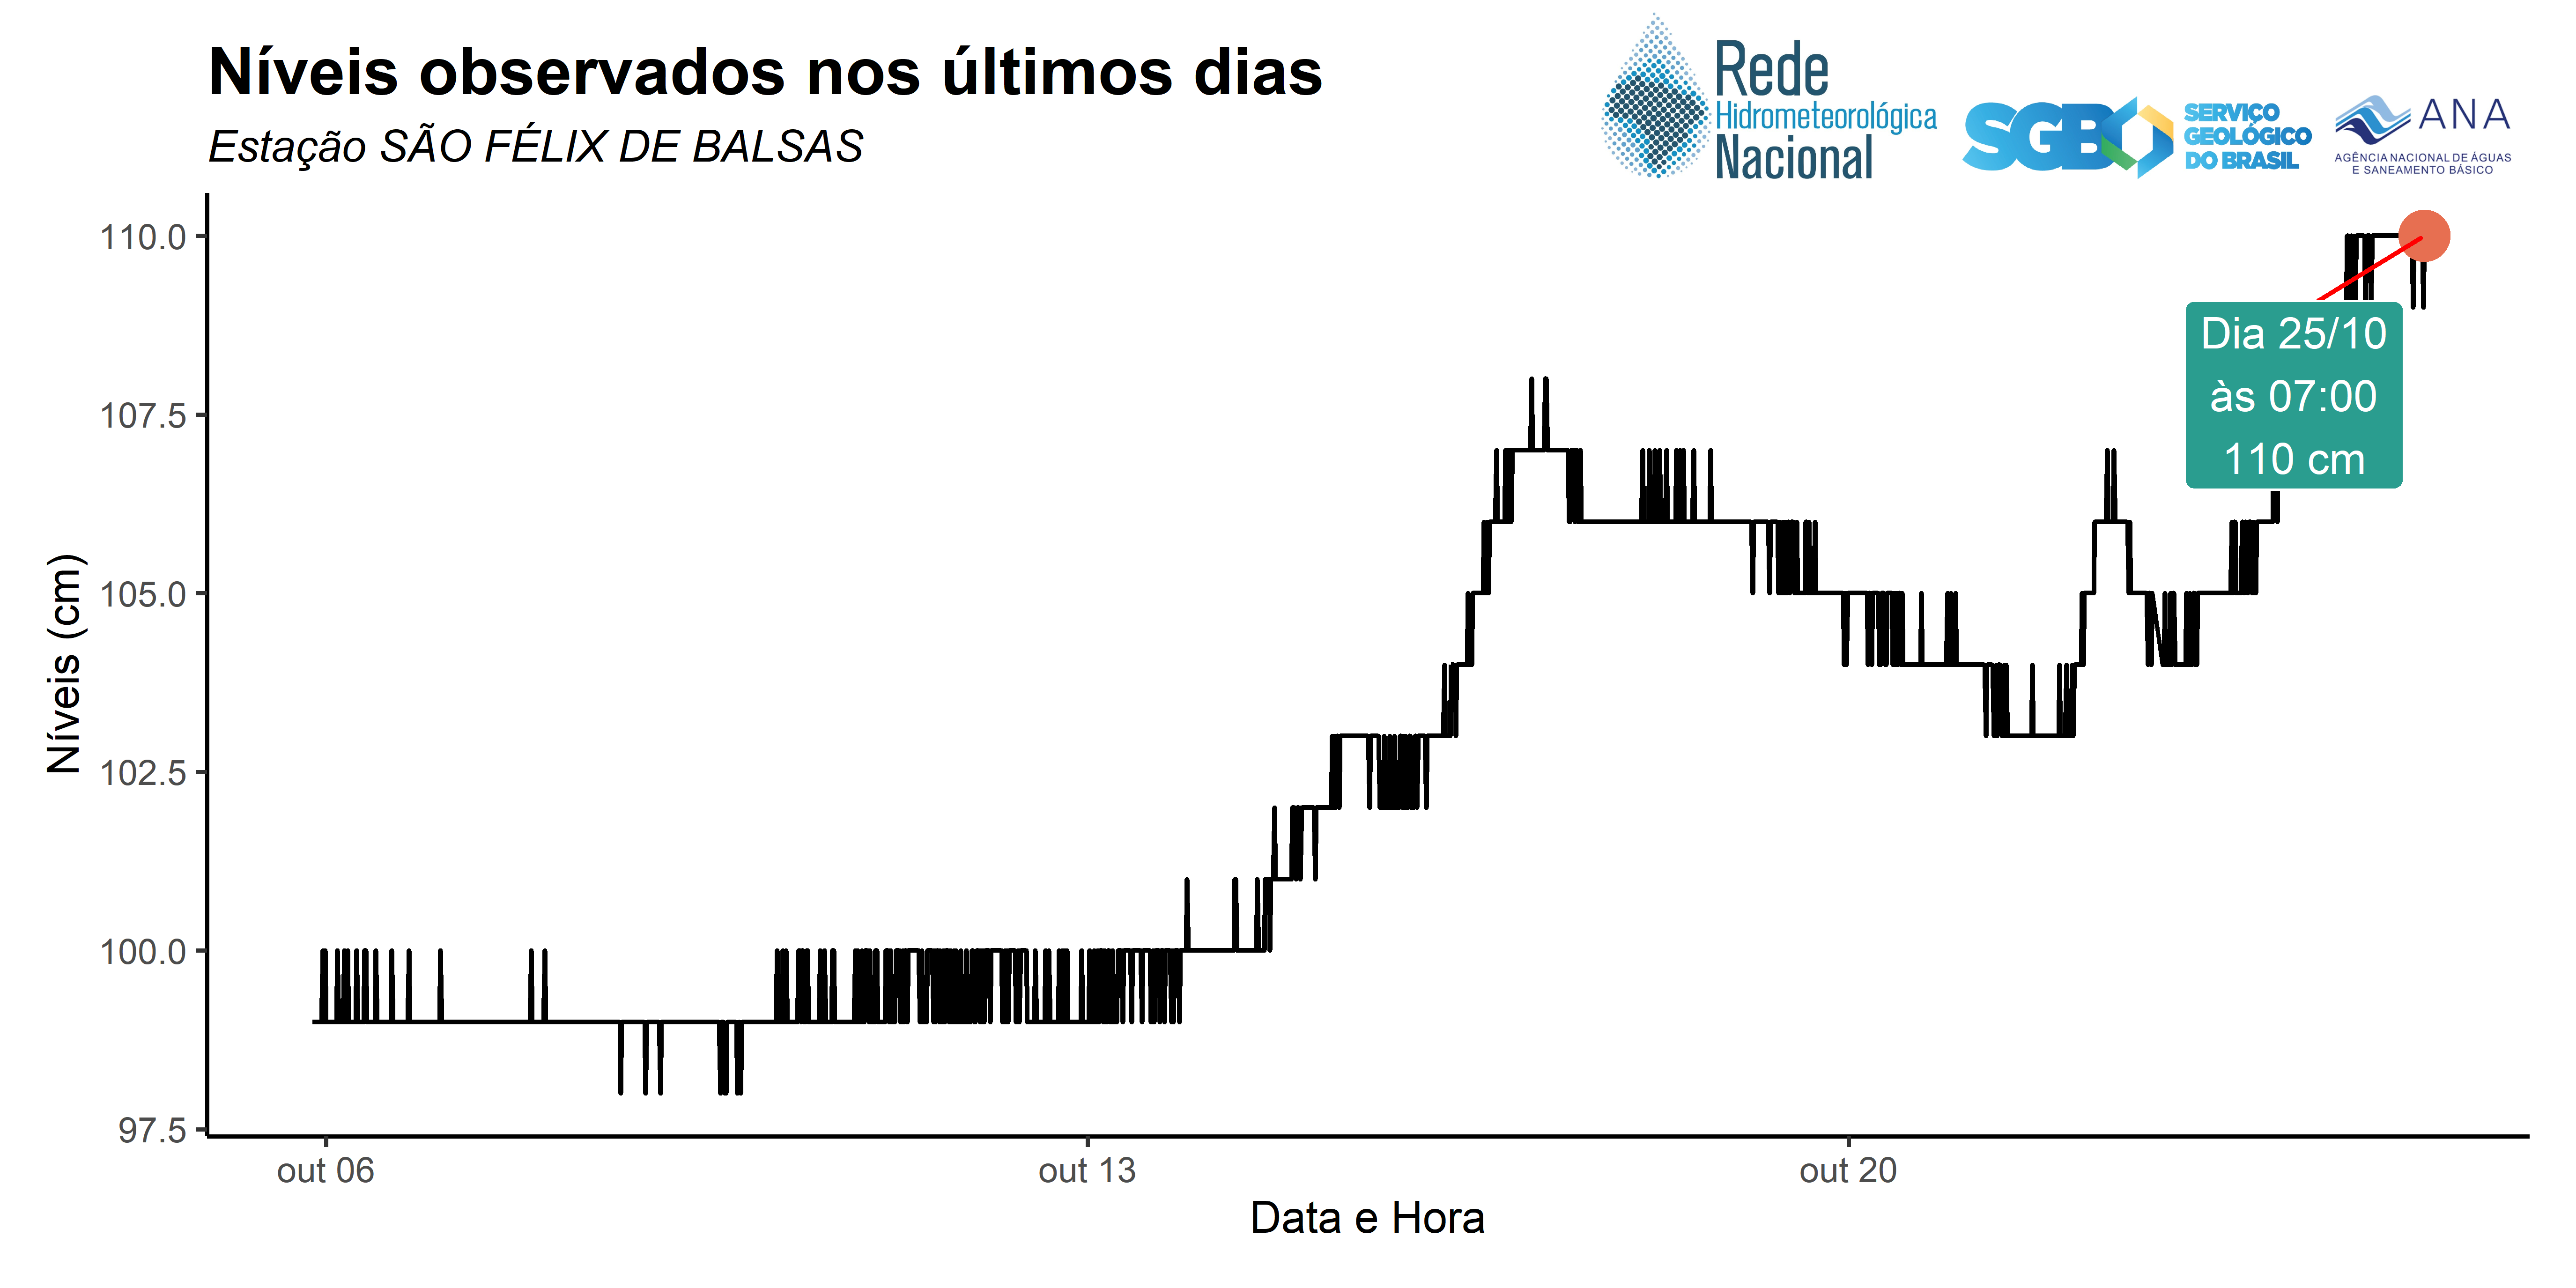 Níveis observados nos últimos dias
Estação SÃO FÉLIX DE BALSAS
Rede
Hidrometeorológica
Nacional
SGB
SERVIÇO
GEOLÓGICO
DO BRASIL
ANA
AGÊNCIA NACIONAL DE ÁGUAS
E SANEAMENTO BÁSICO
110.0
107.5
105.0
102.5
100.0
97.5
Níveis (cm)
Dia 25/10
às 07:00
110 cm
out 06
out 13
out 20
Data e Hora